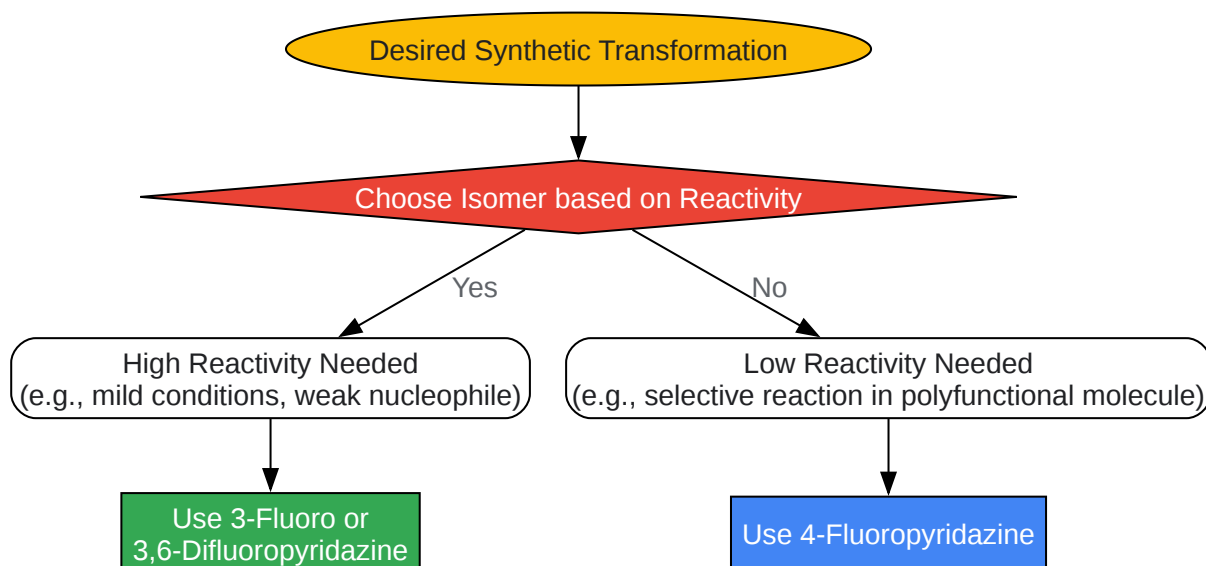 Desired Synthetic Transformation
Choose Isomer based on Reactivity
Yes
No
High Reactivity Needed
(e.g., mild conditions, weak nucleophile)
Low Reactivity Needed
(e.g., selective reaction in polyfunctional molecule)
Use 3-Fluoro or
3,6-Difluoropyridazine
Use 4-Fluoropyridazine